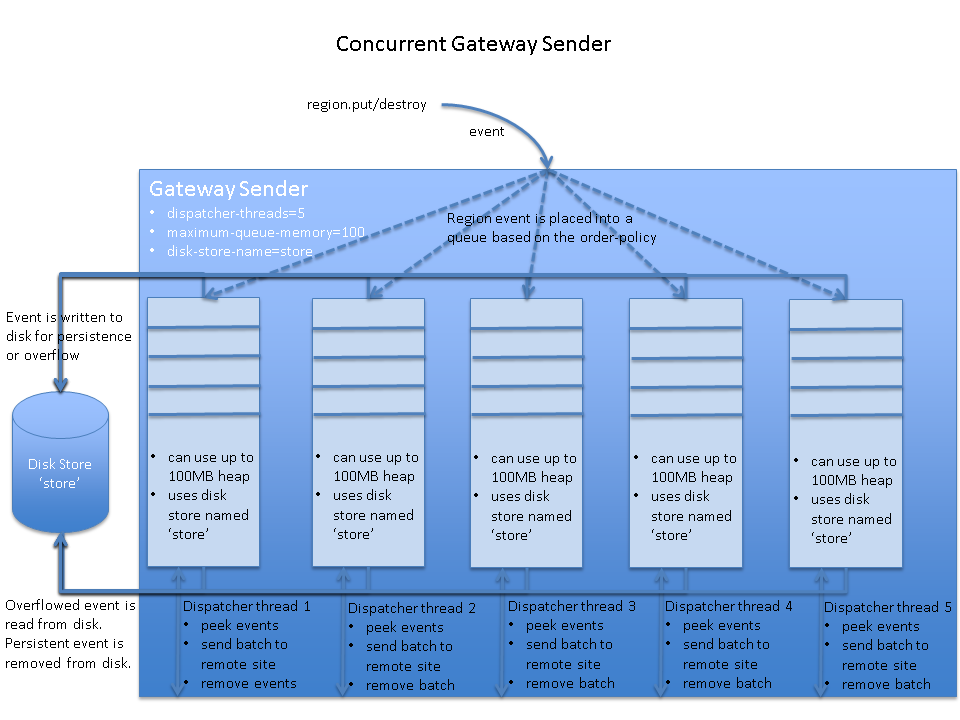 Concurrent Gateway Sender
region.put/destroy
event
Gateway Sender
• dispatcher-threads=5
• maximum-queue-memory=100
• disk-store-name=store
Region event is placed into a
queue based on the order-policy
Event is written to
disk for persistence
or overflow
Disk Store
‘store’
• can use up to
100MB heap
• uses disk
store named
‘store’
• can use up to
100MB heap
• uses disk
store named
‘store’
• can use up to
100MB heap
• uses disk
store named
‘store’
• can use up to
100MB heap
• uses disk
store named
‘store’
• can use up to
100MB heap
• uses disk
store named
‘store’
Overflowed event is
read from disk.
Persistent event is
removed from disk.
Dispatcher thread 1
• peek events
• send batch to
remote site
• remove events
Dispatcher thread 2
• peek events
• send batch to
remote site
• remove batch
Dispatcher thread 3
• peek events
• send batch to
remote site
• remove batch
Dispatcher thread 4
• peek events
• send batch to
remote site
• remove batch
Dispatcher thread 5
• peek events
• send batch to
remote site
• remove batch